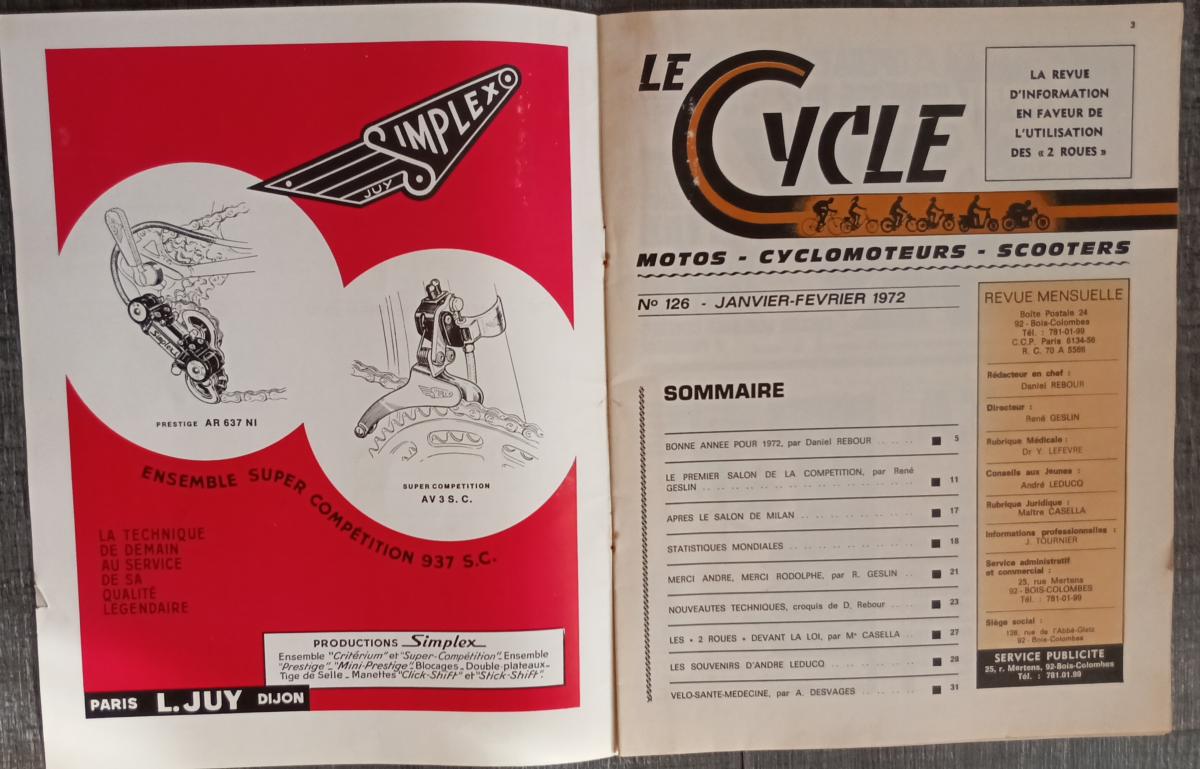 SIMPLEX
JUY
simplex
PRESTIGE AR 637 NI
SUPER COMPETITION
AV 3 S. C.
ENSEMBLE SUPER COMPÉTITION 937 S.C.
LA TECHNIQUE
DE DEMAIN
AU SERVICE
DE SA
QUALITÉ
LÉGENDAIRE
PRODUCTIONS Simplex
Ensemble "Critérium" et "Super-Compétition". Ensemble
"Prestige" "Mini-Prestige". Blocages - Double-plateaux -
Tige de Selle - Manettes "Click-Shift" et "Stick-Shift".
PARIS L. JUY DIJON
3
LE CYCLE
LA REVUE
D'INFORMATION
EN FAVEUR DE
L'UTILISATION
DES « 2 ROUES »
MOTOS - CYCLOMOTEURS - SCOOTERS
No 126 - JANVIER-FEVRIER 1972
SOMMAIRE
BONNE ANNEE POUR 1972, par Daniel REBOUR ..... ■ 5
LE PREMIER SALON DE LA COMPETITION, par René
GESLIN ..... ■ 11
APRES LE SALON DE MILAN ..... ■ 17
STATISTIQUES MONDIALES ..... ■ 18
MERCI ANDRE, MERCI RODOLPHE, par R. GESLIN .. ■ 21
NOUVEAUTES TECHNIQUES, croquis de D. Rebour ..... ■ 23
LES « 2 ROUES » DEVANT LA LOI, par Me CASELLA .. ■ 27
LES SOUVENIRS D'ANDRE LEDUCQ ..... ■ 28
VELO-SANTE-MEDECINE, par A. DESVAGES ..... ■ 31
REVUE MENSUELLE
Boîte Postale 24
92 - Bois-Colombes
Tél. : 781-01-99
C.C.P. Paris 6134-56
R. C. 70 A 5566
Rédacteur en chef :
Daniel REBOUR
Directeur :
René GESLIN
Rubrique Médicale :
Dr Y. LEFEVRE
Conseils aux Jeunes :
André LEDUCQ
Rubrique Juridique :
Maître CASELLA
Informations professionnelles :
J. TOURNIER
Service administratif
et commercial :
25, rue Mertens
92 - BOIS-COLOMBES
Tél. : 781-01-99
Siège social :
126, rue de l'Abbé-Glatz
92 - Bois-Colombes
SERVICE PUBLICITE
25, r. Mertens, 92-Bois-Colombes
Tél. : 781.01.99